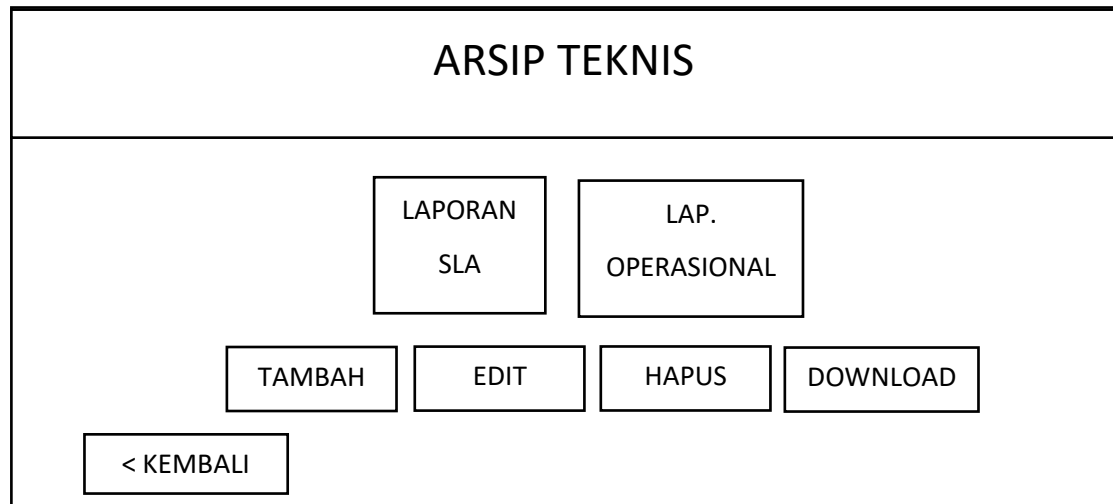 ARSIP TEKNIS
LAPORAN
SLA
LAP.
OPERASIONAL
TAMBAH
EDIT
HAPUS
DOWNLOAD
< KEMBALI